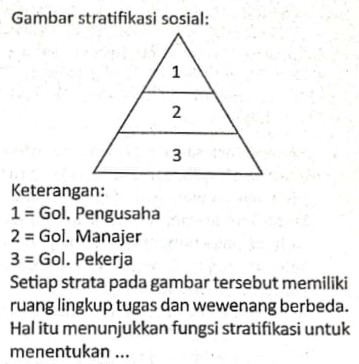 Gambar stratifikasi sosial:
1
2
3
Keterangan:
1 = Gol. Pengusaha
2 = Gol. Manajer
3 = Gol. Pekerja
Setiap strata pada gambar tersebut memiliki
ruang lingkup tugas dan wewenang berbeda.
Hal itu menunjukkan fungsi stratifikasi untuk
menentukan ...